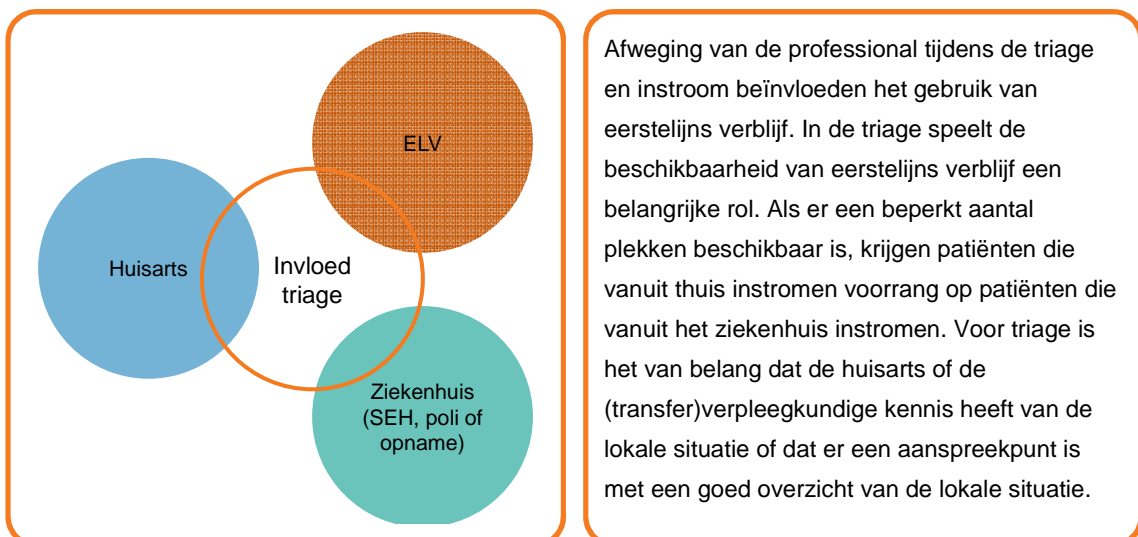 ELV
Huisarts
Invloed
triage
Ziekenhuis
(SEH, poli of
opname)
Afweging van de professional tijdens de triage
en instroom beïnvloeden het gebruik van
eerstelijns verblijf. In de triage speelt de
beschikbaarheid van eerstelijns verblijf een
belangrijke rol. Als er een beperkt aantal
plekken beschikbaar is, krijgen patiënten die
vanuit thuis instromen voorrang op patiënten die
vanuit het ziekenhuis instromen. Voor triage is
het van belang dat de huisarts of de
(transfer)verpleegkundige kennis heeft van de
lokale situatie of dat er een aanspreekpunt is
met een goed overzicht van de lokale situatie.